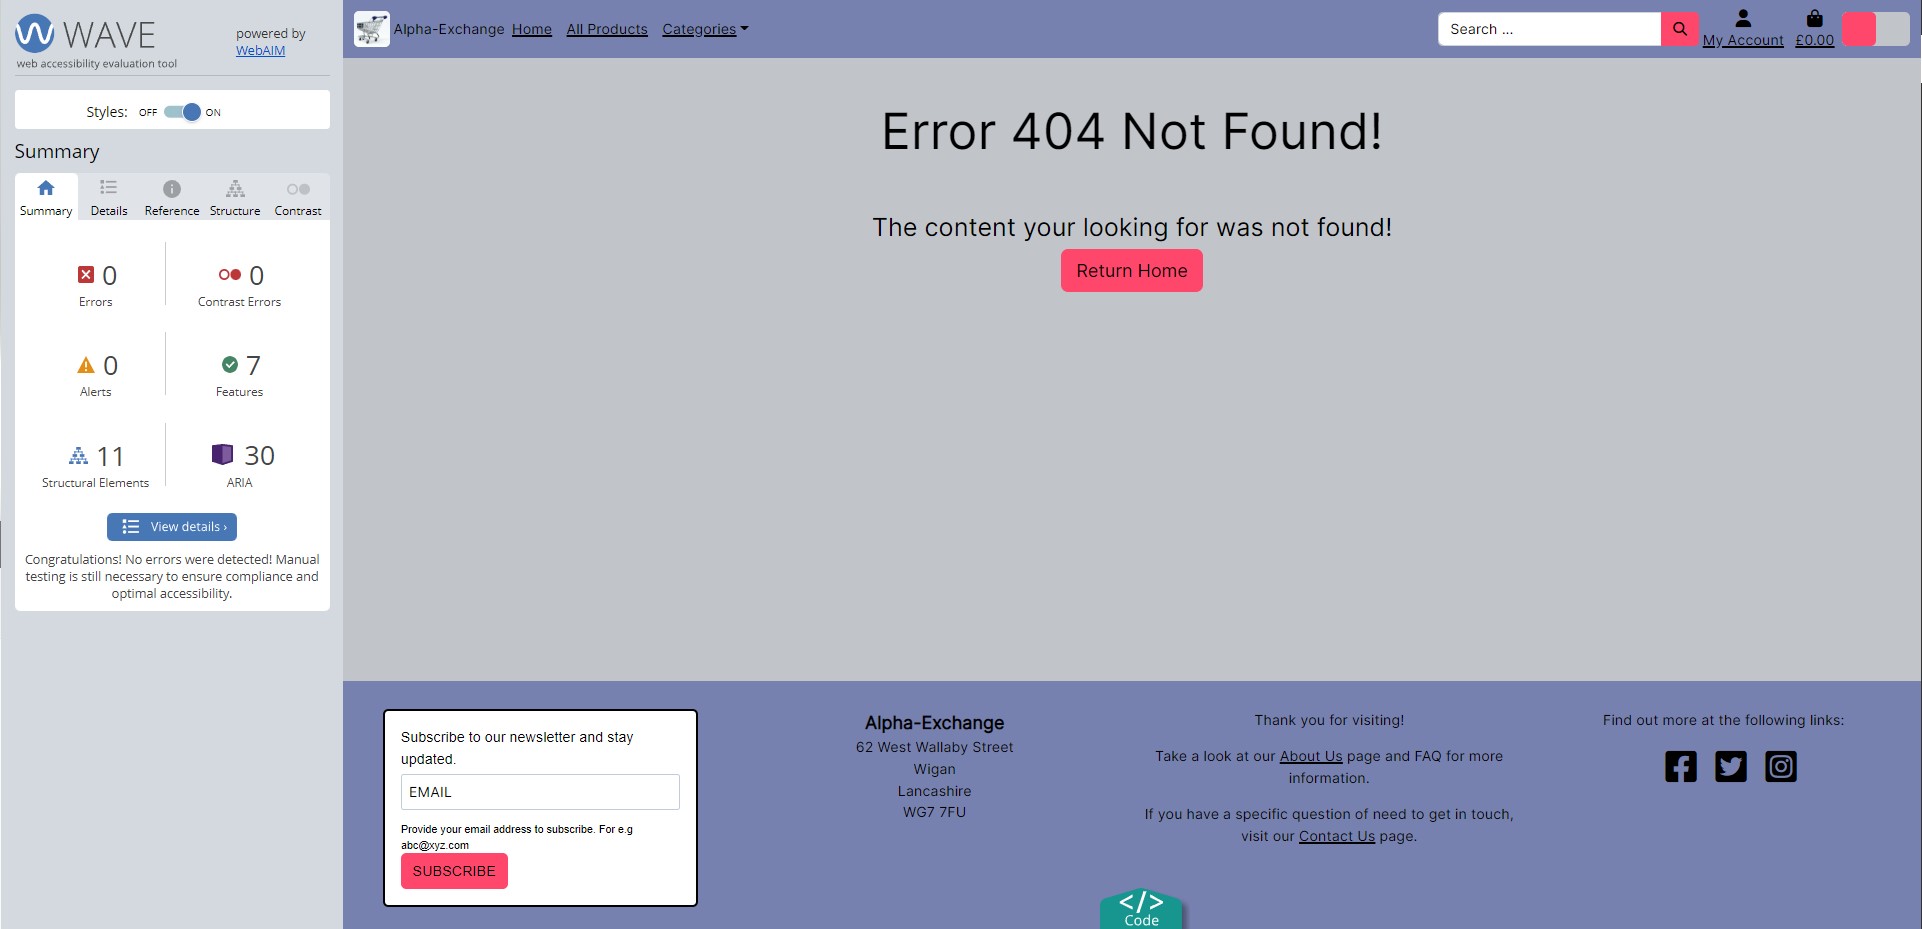 WAVE
web accessibility evaluation tool
powered by
WebAIM
Styles: OFF ON
Summary
Summary Details Reference Structure Contrast
0
Errors
0
Contrast Errors
0
Alerts
7
Features
11
Structural Elements
30
ARIA
View details ›
Congratulations! No errors were detected! Manual
testing is still necessary to ensure compliance and
optimal accessibility.
Alpha-Exchange Home All Products Categories
Search ...
My Account
£0.00
Error 404 Not Found!
The content your looking for was not found!
Return Home
Subscribe to our newsletter and stay
updated.
EMAIL
Provide your email address to subscribe. For e.g
abc@xyz.com
SUBSCRIBE
Alpha-Exchange
62 West Wallaby Street
Wigan
Lancashire
WG7 7FU
Thank you for visiting!
Take a look at our About Us page and FAQ for more
information.
If you have a specific question of need to get in touch,
visit our Contact Us page.
Find out more at the following links:
</>
Code